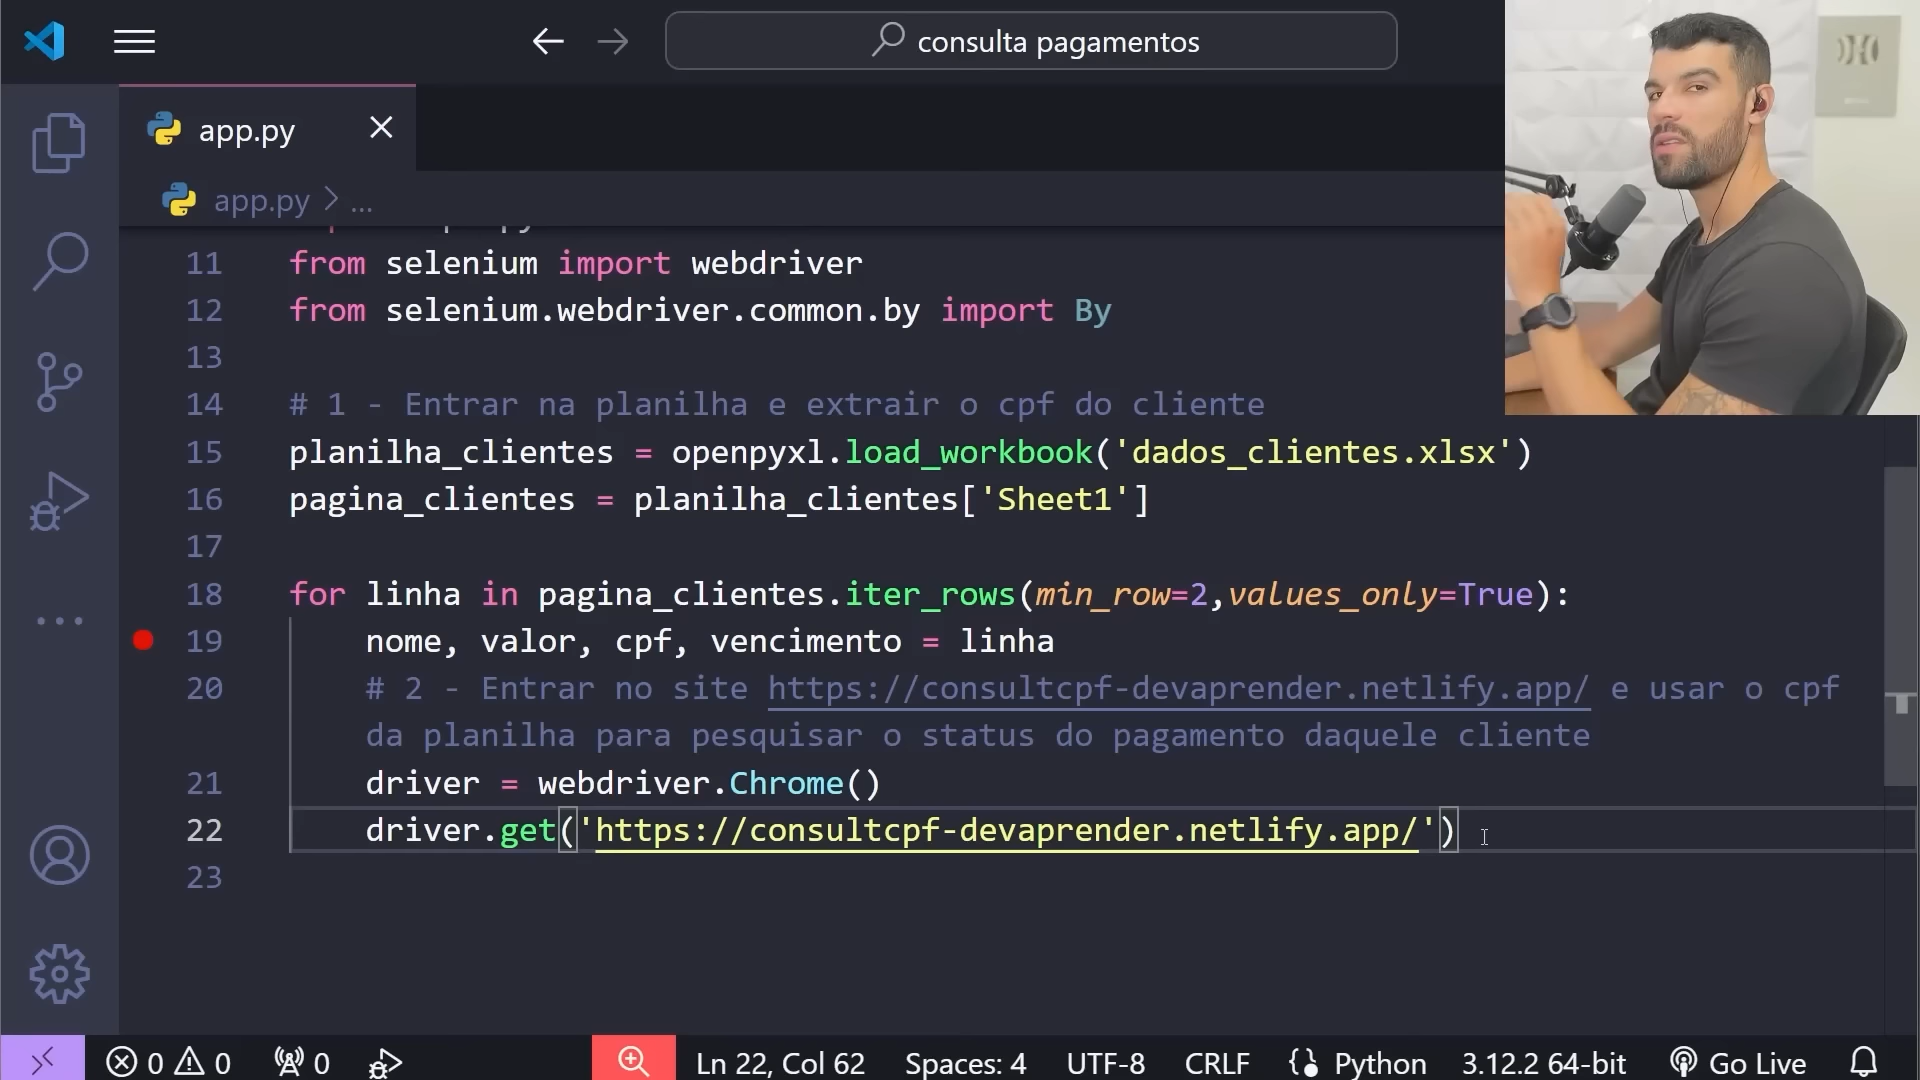 consulta pagamentos
app.py
app.py > ...
11 from selenium import webdriver
12 from selenium.webdriver.common.by import By
13
14 # 1 - Entrar na planilha e extrair o cpf do cliente
15 planilha_clientes = openpyxl.load_workbook('dados_clientes.xlsx')
16 pagina_clientes = planilha_clientes['Sheet1']
17
18 for linha in pagina_clientes.iter_rows(min_row=2,values_only=True):
19 nome, valor, cpf, vencimento = linha
20 # 2 - Entrar no site https://consultcpf-devaprender.netlify.app/ e usar o cpf
da planilha para pesquisar o status do pagamento daquele cliente
21 driver = webdriver.Chrome()
22 driver.get('https://consultcpf-devaprender.netlify.app/')
23
0 0 0 Ln 22, Col 62 Spaces: 4 UTF-8 CRLF Python 3.12.2 64-bit Go Live